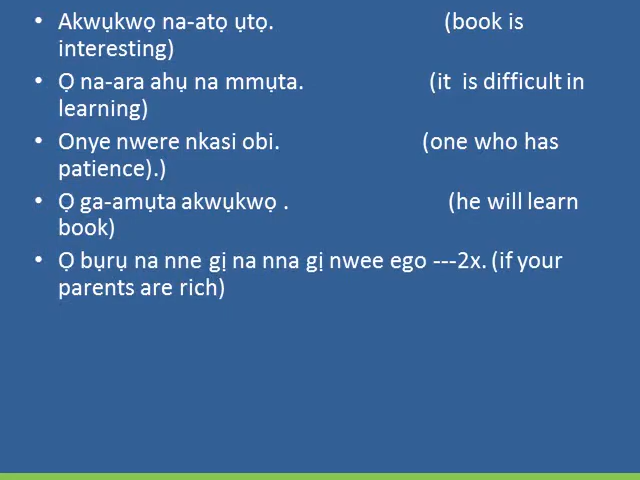 • Akwụkwọ na-atọ ụtọ. (book is
interesting)
• Ọ na-ara ahụ na mmụta. (it is difficult in
learning)
• Onye nwere nkasi obi. (one who has
patience).)
• Ọ ga-amụta akwụkwọ . (he will learn
book)
• Ọ bụrụ na nne gị na nna gị nwee ego ---2x. (if your
parents are rich)